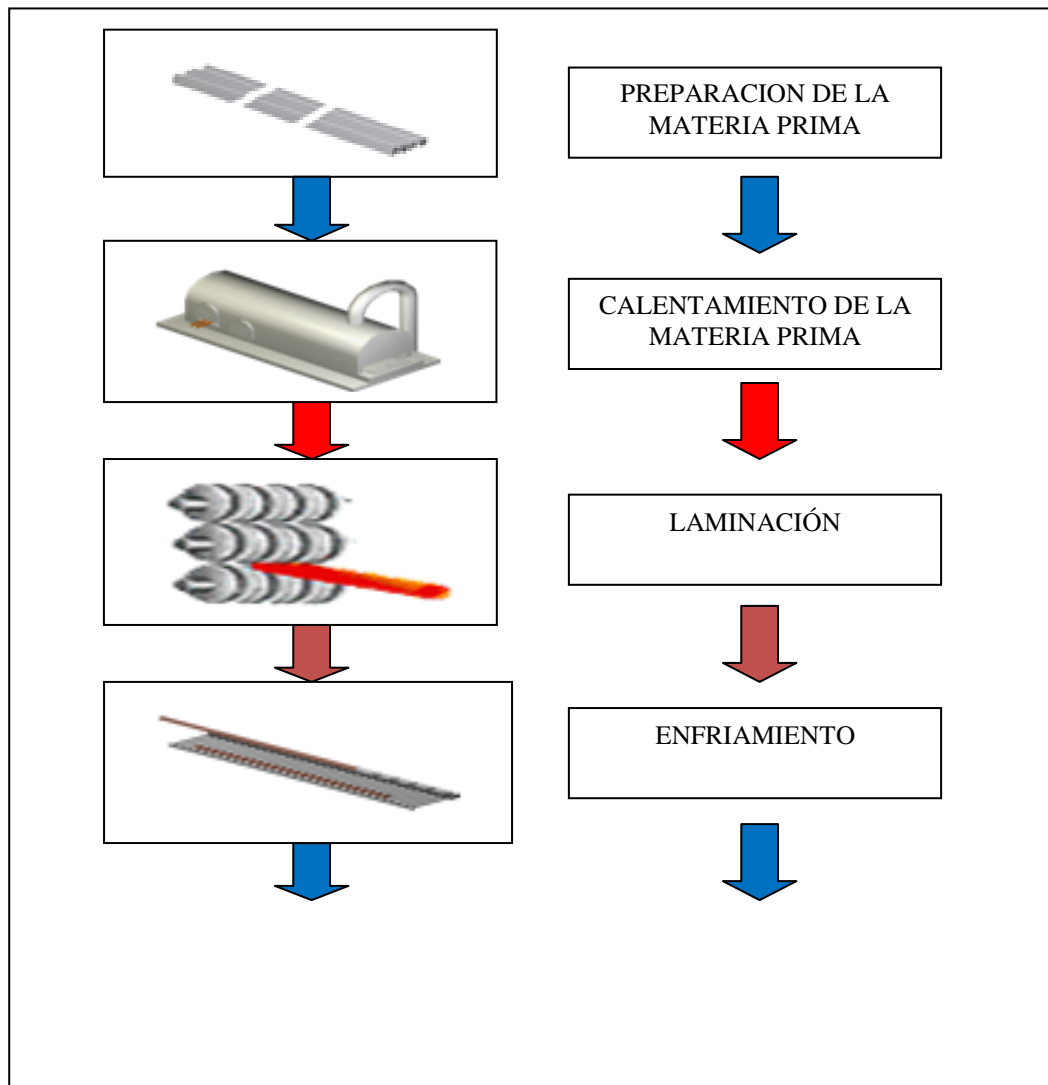 PREPARACION DE LA
MATERIA PRIMA
CALENTAMIENTO DE LA
MATERIA PRIMA
LAMINACIÓN
ENFRIAMIENTO